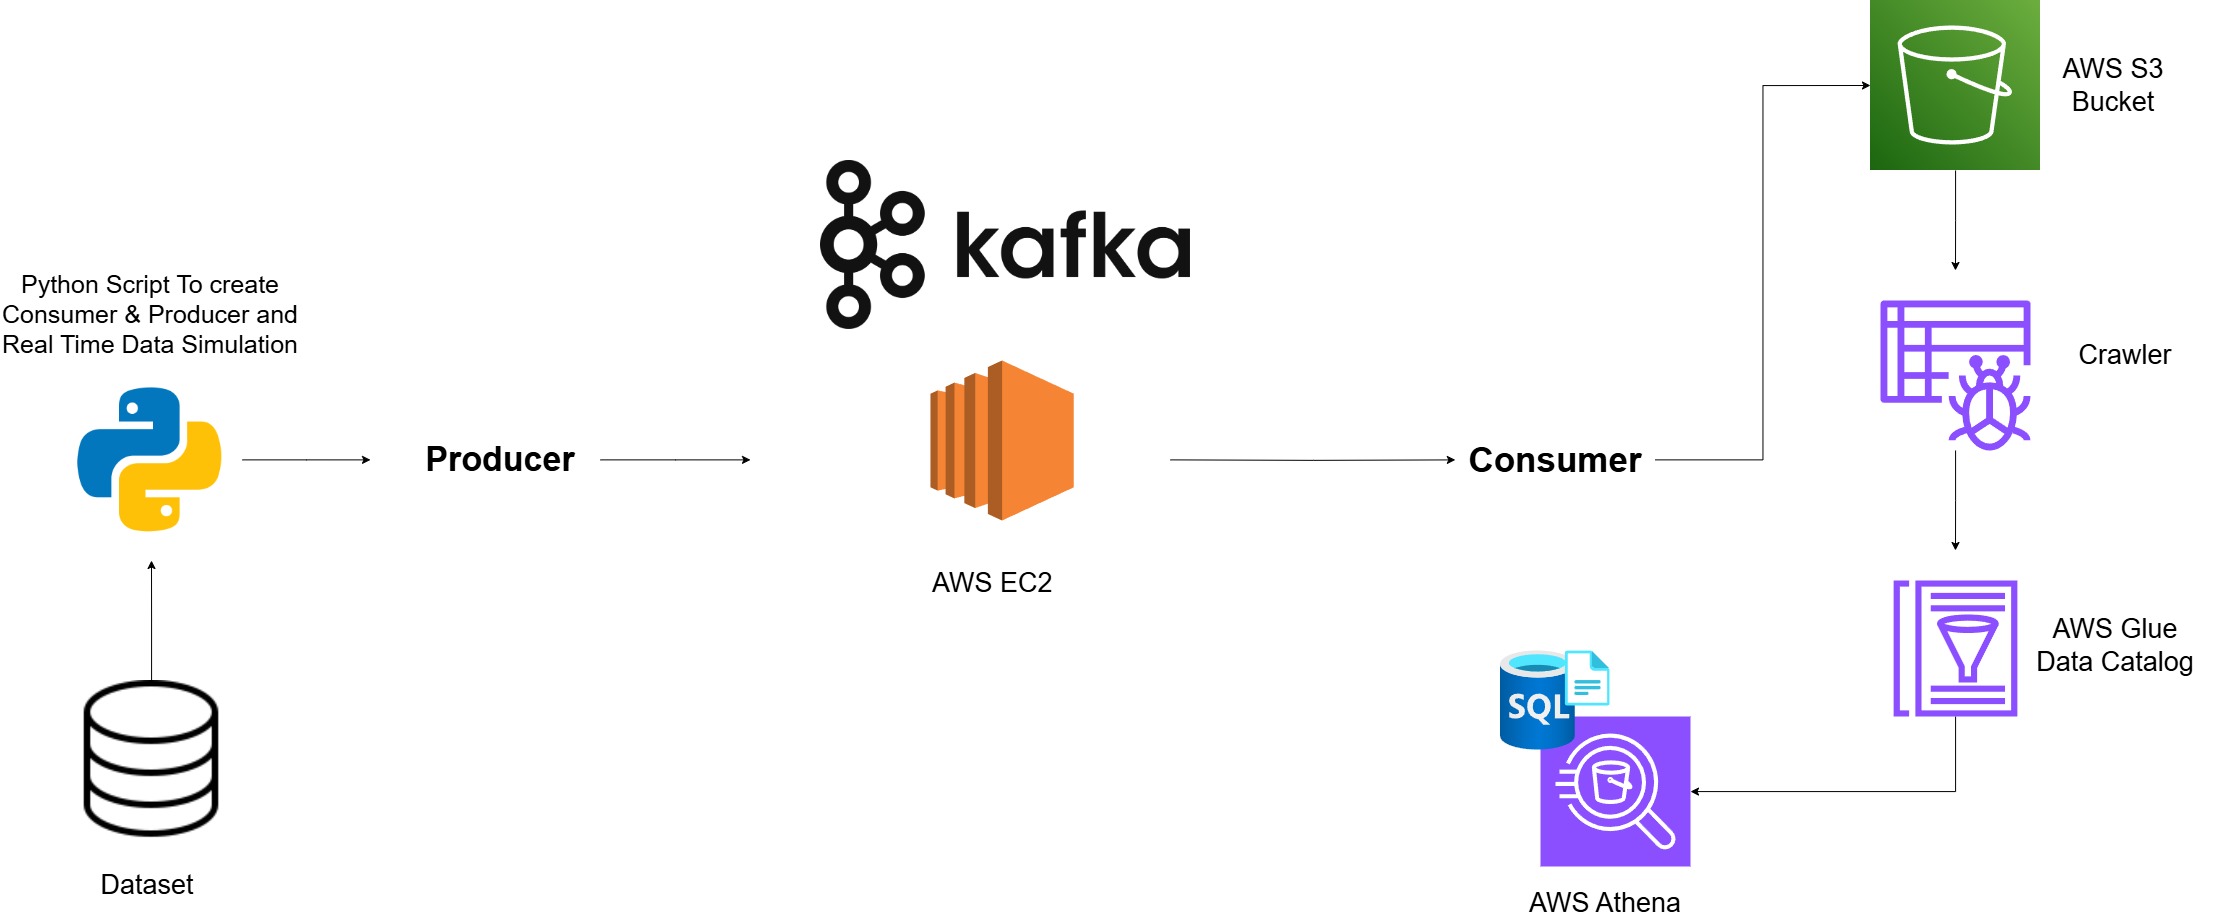 AWS S3
Bucket
kafka
Python Script To create
Consumer & Producer and
Real Time Data Simulation
Crawler
Producer
Consumer
AWS EC2
AWS Glue
Data Catalog
SQL
Dataset
AWS Athena